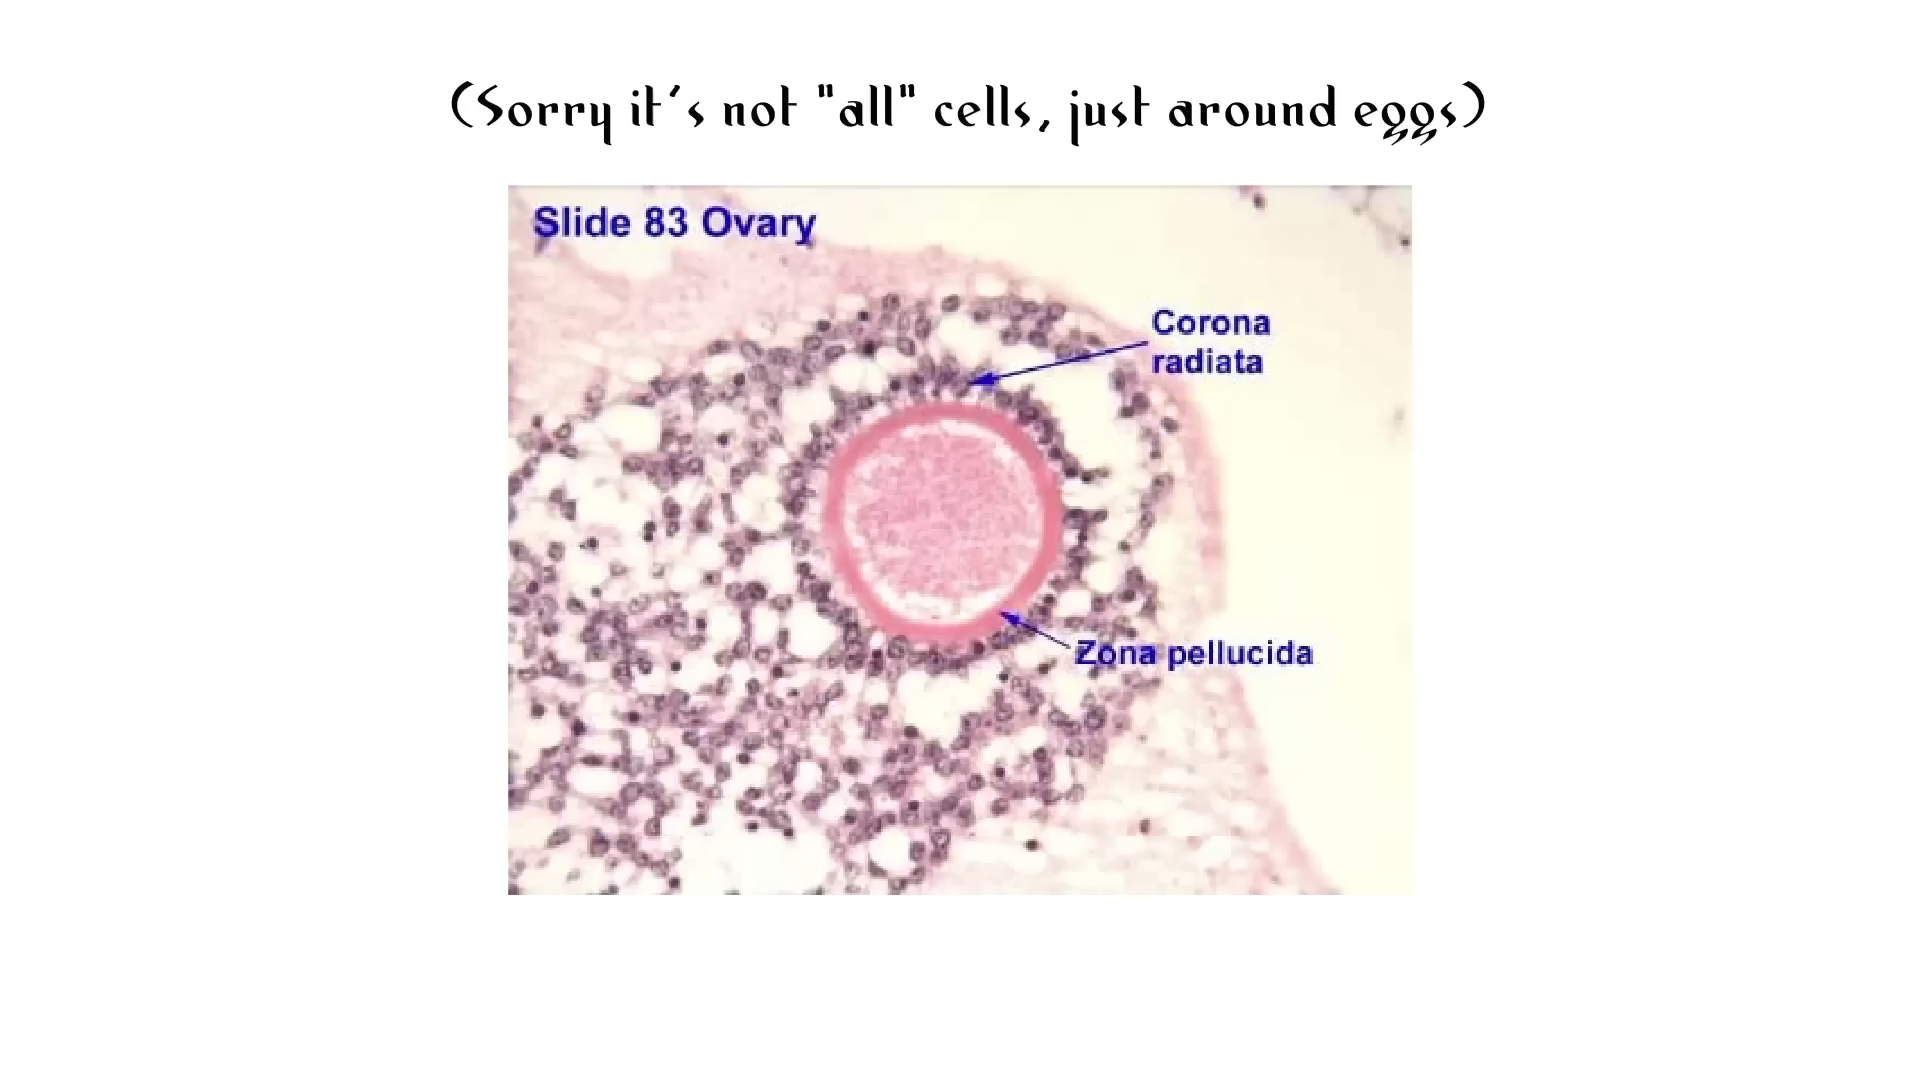 (Sorry it's not "all" cells, just around eggs)
Slide 83 Ovary
Corona
radiata
Zona pellucida